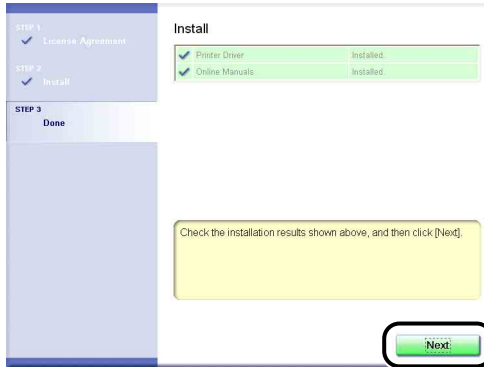 STEP 1
License Agreement
STEP 2
Install
STEP 3
Done
Install
Printer Driver Installed.
Online Manuals Installed.
Check the installation results shown above, and then click [Next].
Next